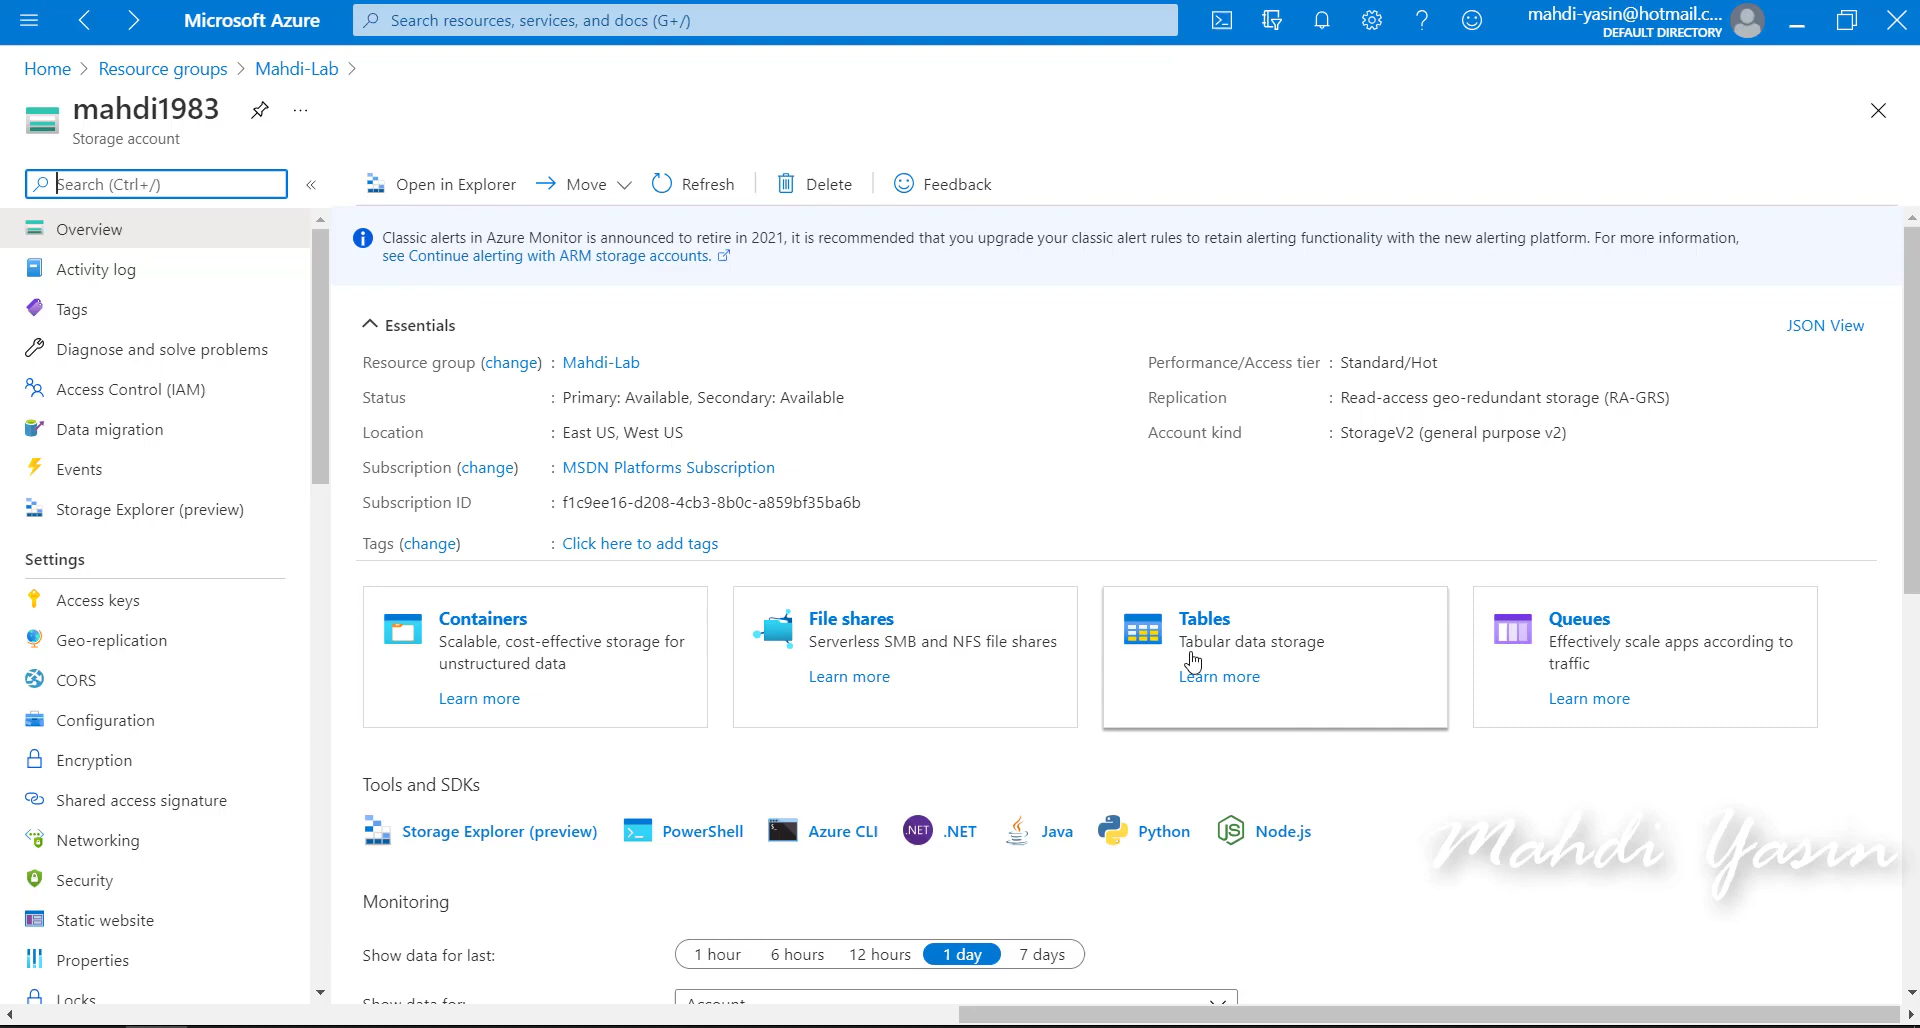 Microsoft Azure
Search resources, services, and docs (G+/)
mahdi-yasin@hotmail.c...
DEFAULT DIRECTORY
Home > Resource groups > Mahdi-Lab >
mahdi1983
...
Storage account
Search (Ctrl+/)
«
Open in Explorer
Move
Refresh
Delete
Feedback
Overview
Activity log
Tags
Diagnose and solve problems
Access Control (IAM)
Data migration
Events
Storage Explorer (preview)
Settings
Access keys
Geo-replication
CORS
Configuration
Encryption
Shared access signature
Networking
Security
Static website
Properties
Locks
Classic alerts in Azure Monitor is announced to retire in 2021, it is recommended that you upgrade your classic alert rules to retain alerting functionality with the new alerting platform. For more information,
see Continue alerting with ARM storage accounts.
Essentials
JSON View
Resource group (change) : Mahdi-Lab
Status : Primary: Available, Secondary: Available
Location : East US, West US
Subscription (change) : MSDN Platforms Subscription
Subscription ID : f1c9ee16-d208-4cb3-8b0c-a859bf35ba6b
Tags (change) : Click here to add tags
Performance/Access tier : Standard/Hot
Replication : Read-access geo-redundant storage (RA-GRS)
Account kind : StorageV2 (general purpose v2)
Containers
Scalable, cost-effective storage for
unstructured data
Learn more
File shares
Serverless SMB and NFS file shares
Learn more
Tables
Tabular data storage
Learn more
Queues
Effectively scale apps according to
traffic
Learn more
Tools and SDKs
Storage Explorer (preview)
PowerShell
Azure CLI
.NET
.NET
Java
Python
Node.js
Mahdi Yasin
Monitoring
Show data for last:
1 hour
6 hours
12 hours
1 day
7 days
Show data for:
Account